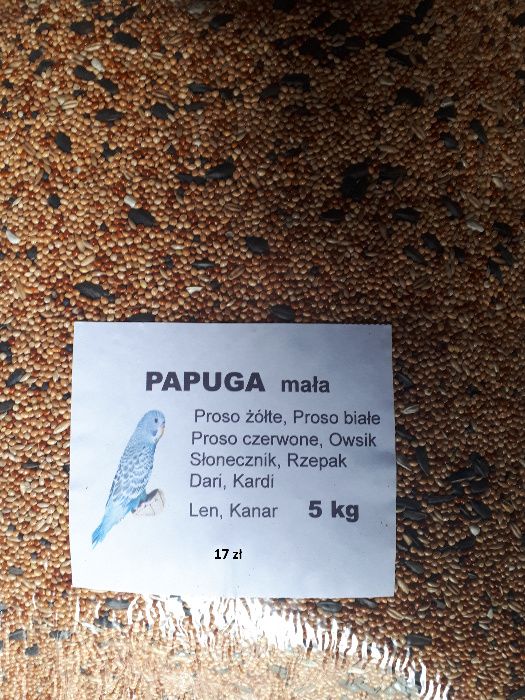 PAPUGA mała
Proso żółte, Proso białe
Proso czerwone, Owsik
Słonecznik, Rzepak
Dari, Kardi
Len, Kanar 5 kg
17 zł